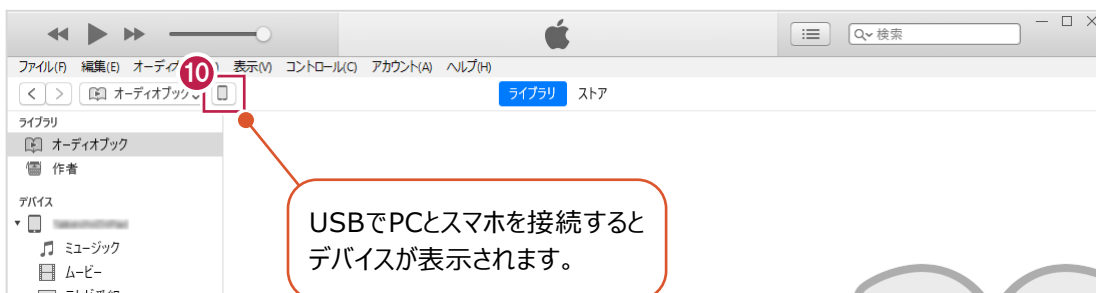 検索
ファイル(F) 編集(E) オーディオ 表示(V) コントロール(C) アカウント(A) ヘルプ(H)
10
オーディオブック
ライブラリ ストア
ライブラリ
オーディオブック
作者
デバイス
ミュージック
ムービー
USBでPCとスマホを接続すると
デバイスが表示されます。